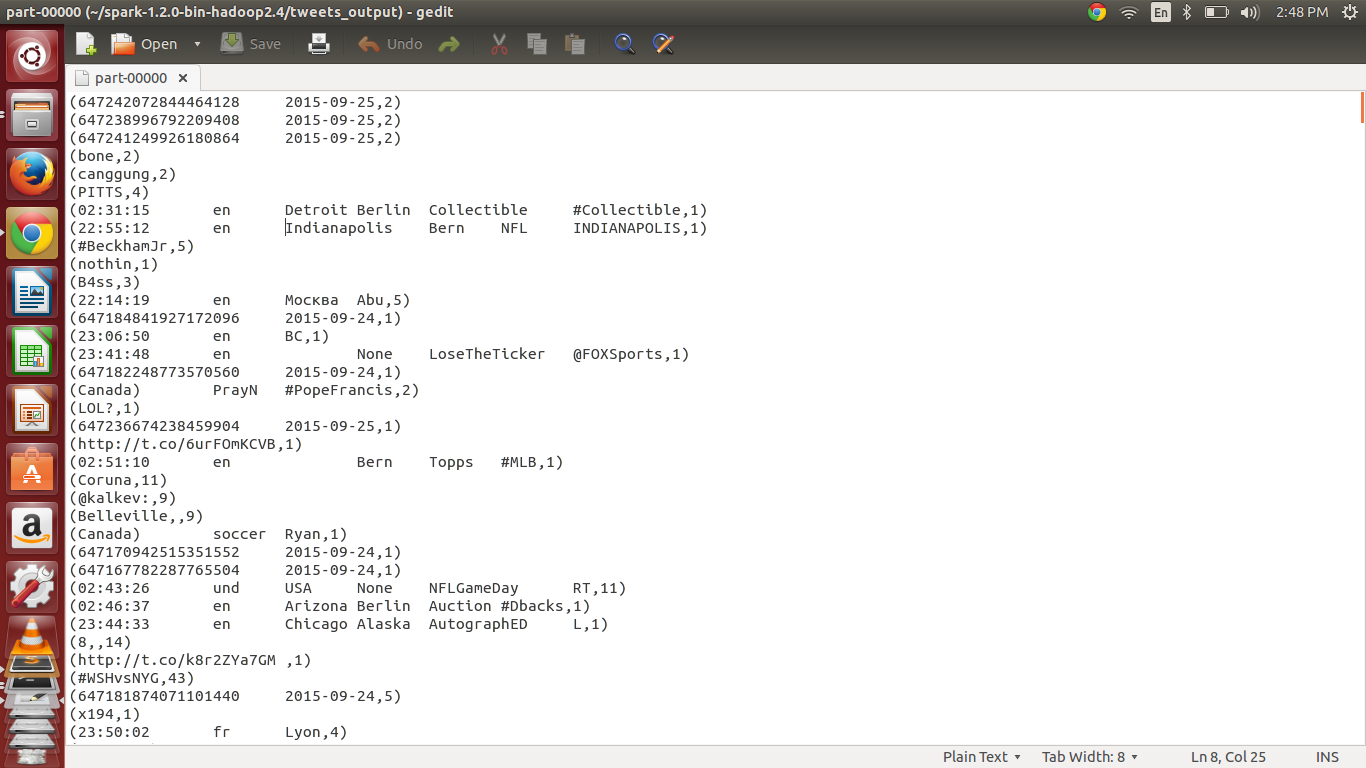 part-00000 (~/spark-1.2.0-bin-hadoop2.4/tweets_output) - gedit
En
2:48 PM
Open
Save
Undo
part-00000
(647242072844464128	2015-09-25,2)
(647238996792209408	2015-09-25,2)
(647241249926180864	2015-09-25,2)
(bone,2)
(canggung,2)
(PITTS,4)
(02:31:15	en	Detroit	Berlin	Collectible	#Collectible,1)
(22:55:12	en	Indianapolis	Bern	NFL	INDIANAPOLIS,1)
(#BeckhamJr,5)
(nothin,1)
(B4ss,3)
(22:14:19	en	Москва	Abu,5)
(647184841927172096	2015-09-24,1)
(23:06:50	en	BC,1)
(23:41:48	en		None	LoseTheTicker	@FOXSports,1)
(647182248773570560	2015-09-24,1)
(Canada)	PrayN	#PopeFrancis,2)
(LOL?,1)
(647236674238459904	2015-09-25,1)
(http://t.co/6urFOmKCVB,1)
(02:51:10	en		Bern	Topps	#MLB,1)
(Coruna,11)
(@kalkev:,9)
(Belleville,,9)
(Canada)	soccer	Ryan,1)
(647170942515351552	2015-09-24,1)
(647167782287765504	2015-09-24,1)
(02:43:26	und	USA	None	NFLGameDay	RT,11)
(02:46:37	en	Arizona	Berlin	Auction	#Dbacks,1)
(23:44:33	en	Chicago	Alaska	AutographED	L,1)
(8,,14)
(http://t.co/k8r2ZYa7GM	,1)
(#WSHvsNYG,43)
(647181874071101440	2015-09-24,5)
(x194,1)
(23:50:02	fr	Lyon,4)
Plain Text
Tab Width: 8
Ln 8, Col 25
INS